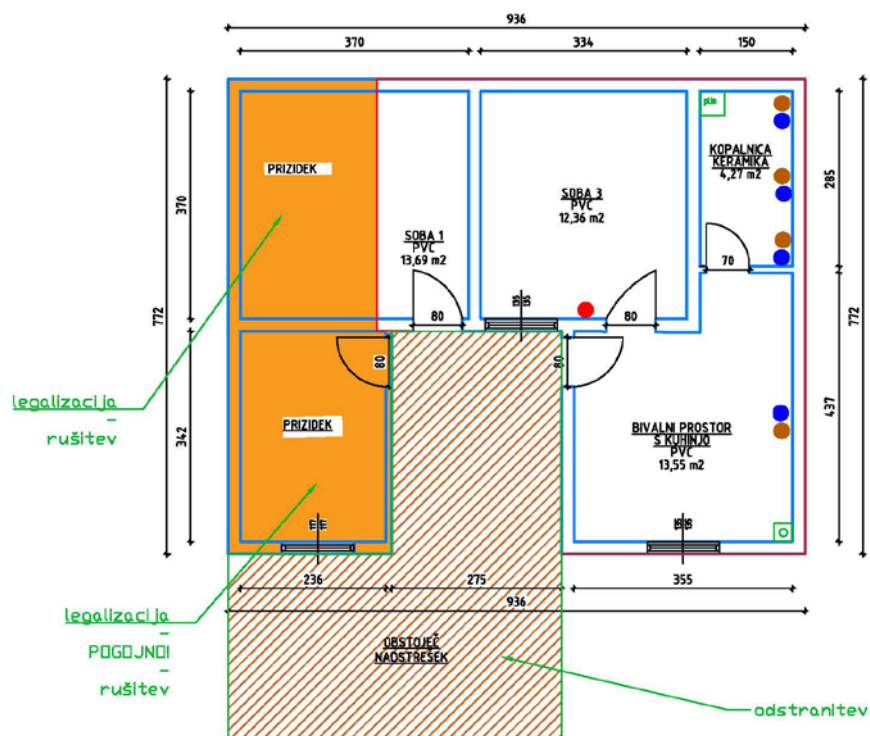 936
370
334
150
PRIZIDEK
plin
KOPALNICA
KERAMIKA
4,27 m2
SOBA 3
PVC
12,36 m2
SOBA 1
PVC
13,69 m2
772
370
285
772
70
80
80
80
80
legalizacija
-
rušitev
342
PRIZIDEK
BIVALNI PROSTOR
S KUHINJO
PVC
13,55 m2
437
236
275
355
936
legalizacija
-
POGOJNO!
-
rušitev
OBSTOJEČ
NADSTREŠEK
odstranitev